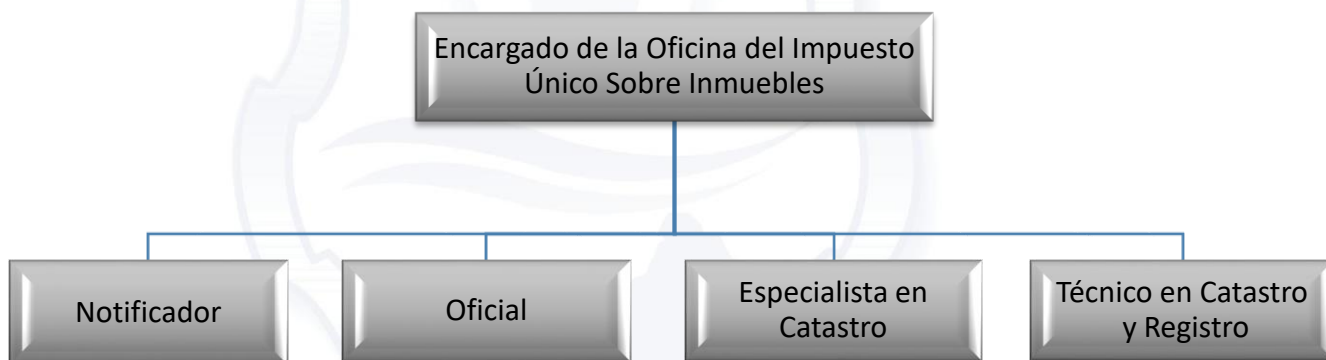 Encargado de la Oficina del Impuesto
Único Sobre Inmuebles
Notificador
Oficial
Especialista en
Catastro
Técnico en Catastro
y Registro